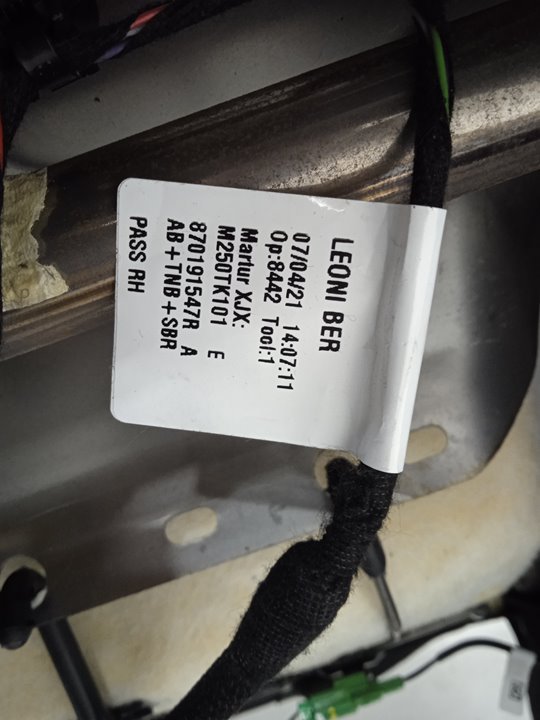 LEONI BER
07/04/21 14:07:11
Op:8442 Tool:1
Martur XJX:
M250TK101 E
870191547R A
AB+TNB+SBR
PASS RH